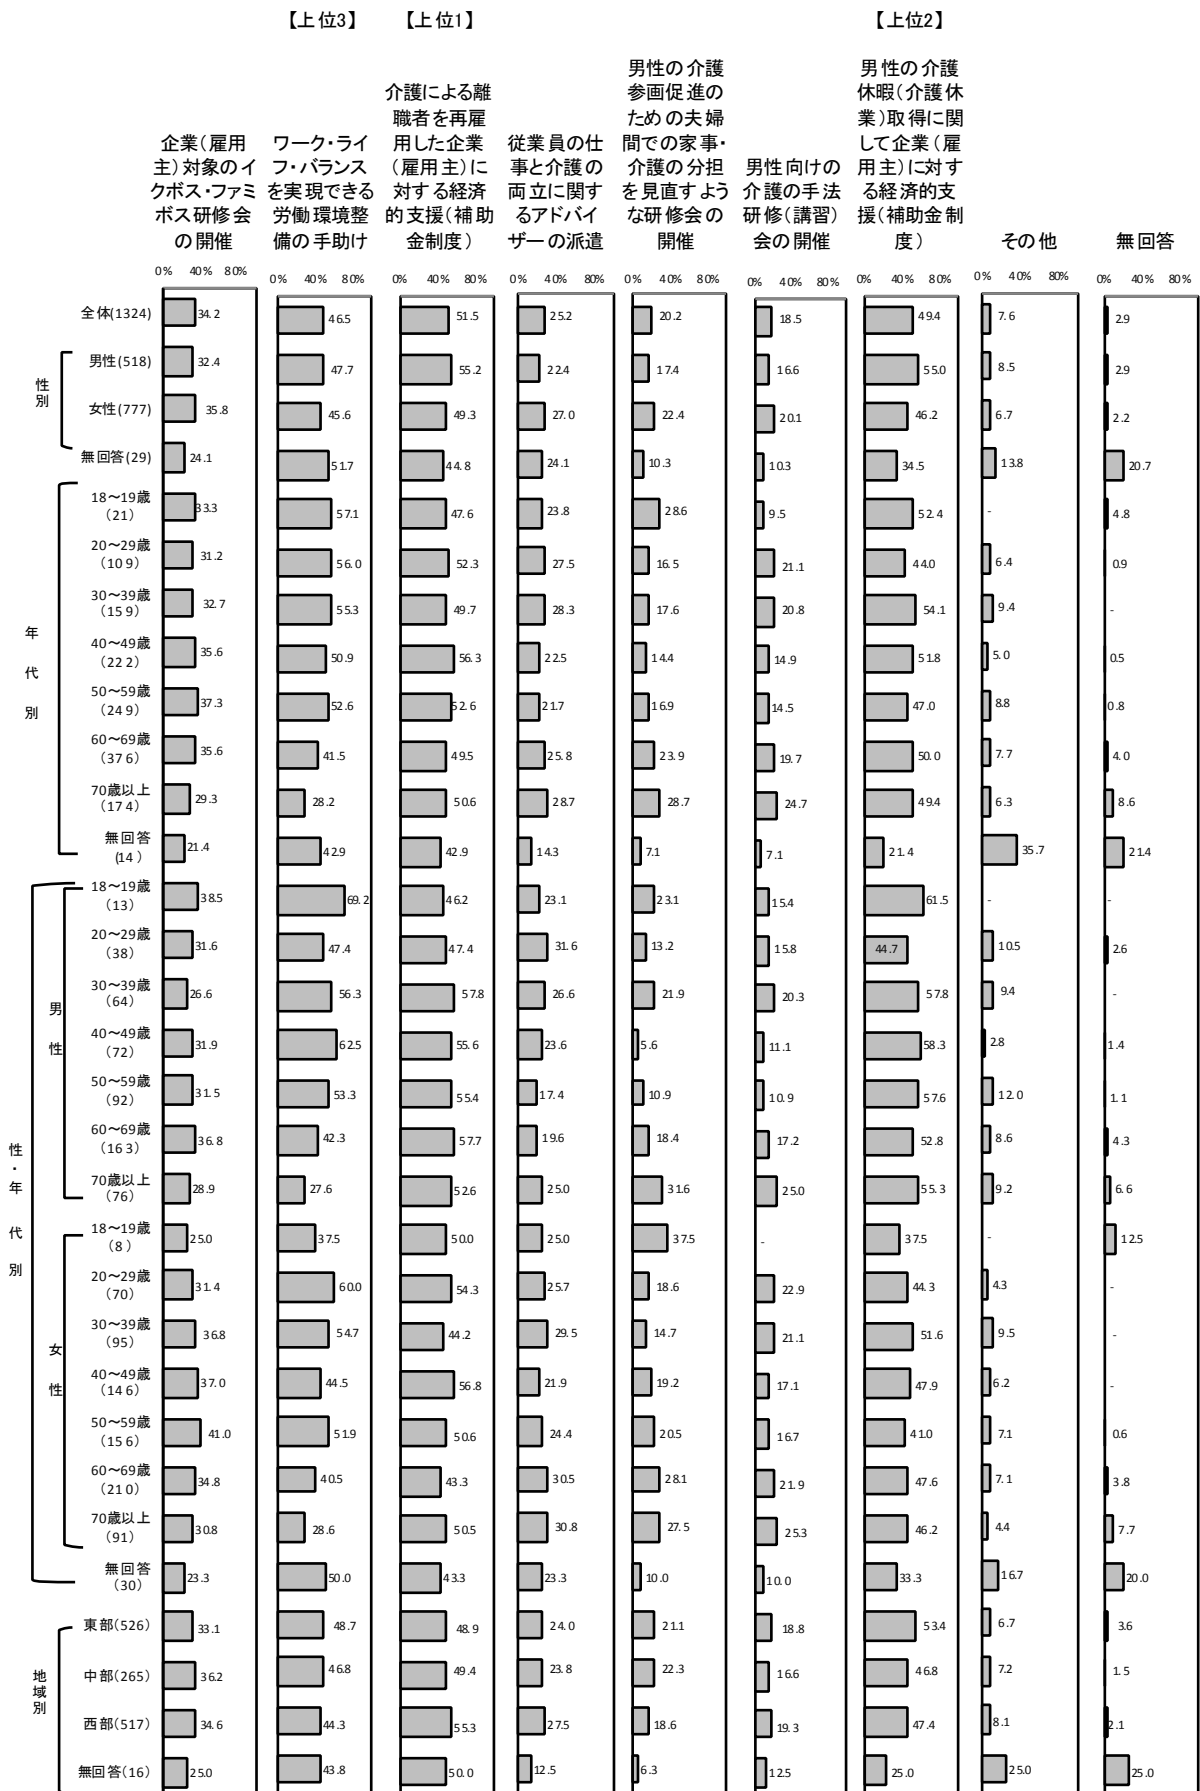 【上位3】 【上位1】 【上位2】
企業(雇用
主)対象のイ
クボス・ファミ
ボス研修会
の開催
ワーク・ライ
フ・バランス
を実現できる
労働環境整
備の手助け
介護による離
職者を再雇
用した企業
(雇用主)に
対する経済
的支援(補助
金制度)
従業員の仕
事と介護の
両立に関す
るアドバイ
ザーの派遣
男性の介護
参画促進の
ための夫婦
間での家事・
介護の分担
を見直すよう
な研修会の
開催
男性向けの
介護の手法
研修(講習)
会の開催
男性の介護
休暇(介護休
業)取得に関
して企業(雇
用主)に対す
る経済的支
援(補助金制
度)
その他
無回答
0% 40% 80% 0% 40% 80% 0% 40% 80% 0% 40% 80% 0% 40% 80% 0% 40% 80% 0% 40% 80% 0% 40% 80% 0% 40% 80%
全体(1324) 34.2 46.5 51.5 25.2 20.2 18.5 49.4 7.6 2.9
性別
男性(518) 32.4 47.7 55.2 22.4 17.4 16.6 55.0 8.5 2.9
女性(777) 35.8 45.6 49.3 27.0 22.4 20.1 46.2 6.7 2.2
無回答(29) 24.1 51.7 44.8 24.1 10.3 10.3 34.5 13.8 20.7
年代別
18～19歳
(21) 33.3 57.1 47.6 23.8 28.6 9.5 52.4 - 4.8
20～29歳
(109) 31.2 56.0 52.3 27.5 16.5 21.1 44.0 6.4 0.9
30～39歳
(159) 32.7 55.3 49.7 28.3 17.6 20.8 54.1 9.4 -
40～49歳
(222) 35.6 50.9 56.3 22.5 14.4 14.9 51.8 5.0 0.5
50～59歳
(249) 37.3 52.6 52.6 21.7 16.9 14.5 47.0 8.8 0.8
60～69歳
(376) 35.6 41.5 49.5 25.8 23.9 19.7 50.0 7.7 4.0
70歳以上
(174) 29.3 28.2 50.6 28.7 28.7 24.7 49.4 6.3 8.6
無回答
(14) 21.4 42.9 42.9 14.3 7.1 7.1 21.4 35.7 21.4
性・年代別
男性
18～19歳
(13) 38.5 69.2 46.2 23.1 23.1 15.4 61.5 - -
20～29歳
(38) 31.6 47.4 47.4 31.6 13.2 15.8 44.7 10.5 2.6
30～39歳
(64) 26.6 56.3 57.8 26.6 21.9 20.3 57.8 9.4 -
40～49歳
(72) 31.9 62.5 55.6 23.6 5.6 11.1 58.3 2.8 1.4
50～59歳
(92) 31.5 53.3 55.4 17.4 10.9 10.9 57.6 12.0 1.1
60～69歳
(163) 36.8 42.3 57.7 19.6 18.4 17.2 52.8 8.6 4.3
70歳以上
(76) 28.9 27.6 52.6 25.0 31.6 25.0 55.3 9.2 6.6
女性
18～19歳
(8) 25.0 37.5 50.0 25.0 37.5 - 37.5 - 12.5
20～29歳
(70) 31.4 60.0 54.3 25.7 18.6 22.9 44.3 4.3 -
30～39歳
(95) 36.8 54.7 44.2 29.5 14.7 21.1 51.6 9.5 -
40～49歳
(146) 37.0 44.5 56.8 21.9 19.2 17.1 47.9 6.2 -
50～59歳
(156) 41.0 51.9 50.6 24.4 20.5 16.7 41.0 7.1 0.6
60～69歳
(210) 34.8 40.5 43.3 30.5 28.1 21.9 47.6 7.1 3.8
70歳以上
(91) 30.8 28.6 50.5 30.8 27.5 25.3 46.2 4.4 7.7
無回答
(30) 23.3 50.0 43.3 23.3 10.0 10.0 33.3 16.7 20.0
地域別
東部(526) 33.1 48.7 48.9 24.0 21.1 18.8 53.4 6.7 3.6
中部(265) 36.2 46.8 49.4 23.8 22.3 16.6 46.8 7.2 1.5
西部(517) 34.6 44.3 55.3 27.5 18.6 19.3 47.4 8.1 2.1
無回答(16) 25.0 43.8 50.0 12.5 6.3 12.5 25.0 25.0 25.0